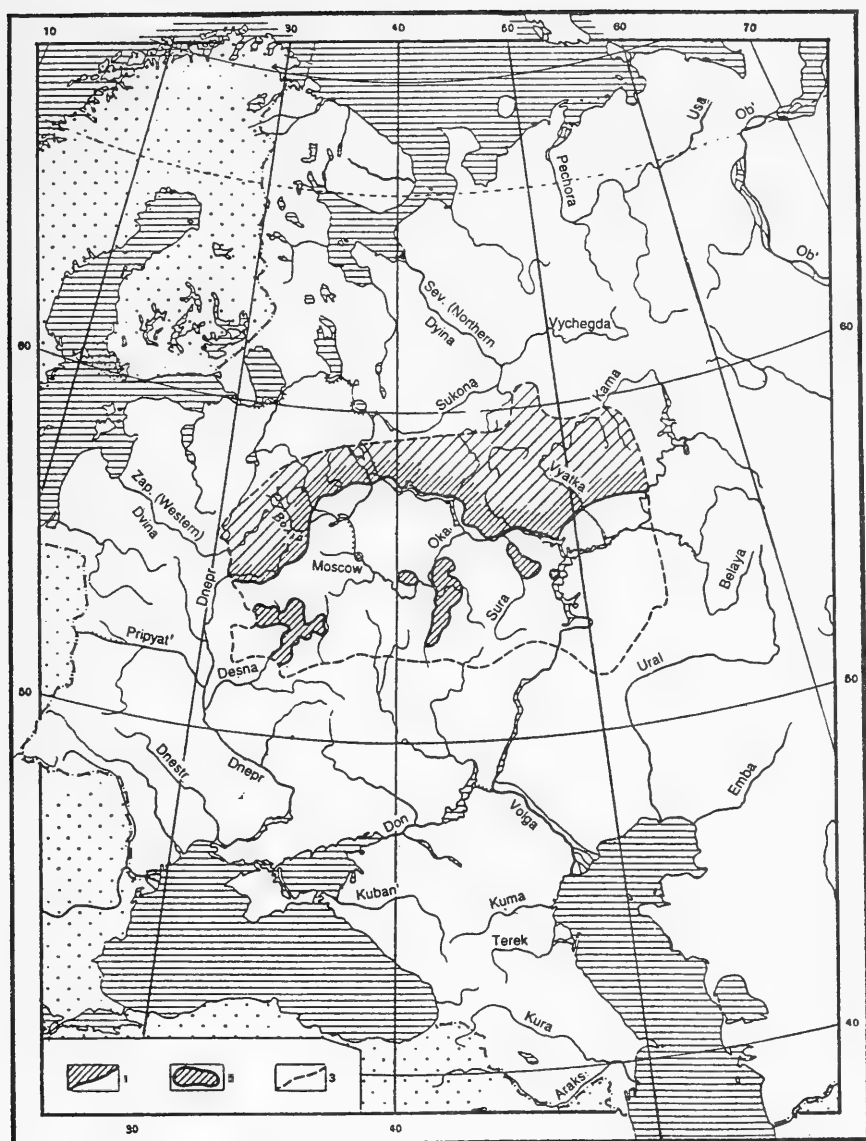 10
30
40
50
60
70
Usa
Ob'
Pechora
Ob'
Sev. (Northern
Dvina
Vychegda
60
60
Sukona
Kama
Zap. (Western)
Dvina
Vyatka
Oka
Moscow
Belaya
Dnepr
Sura
Pripyat'
Desna
Ural
50
50
Dnestr
Dnepr
Emba
Don
Volga
Kuban'
Kuma
Terek
Kura
40
Araks
1
3
30
40